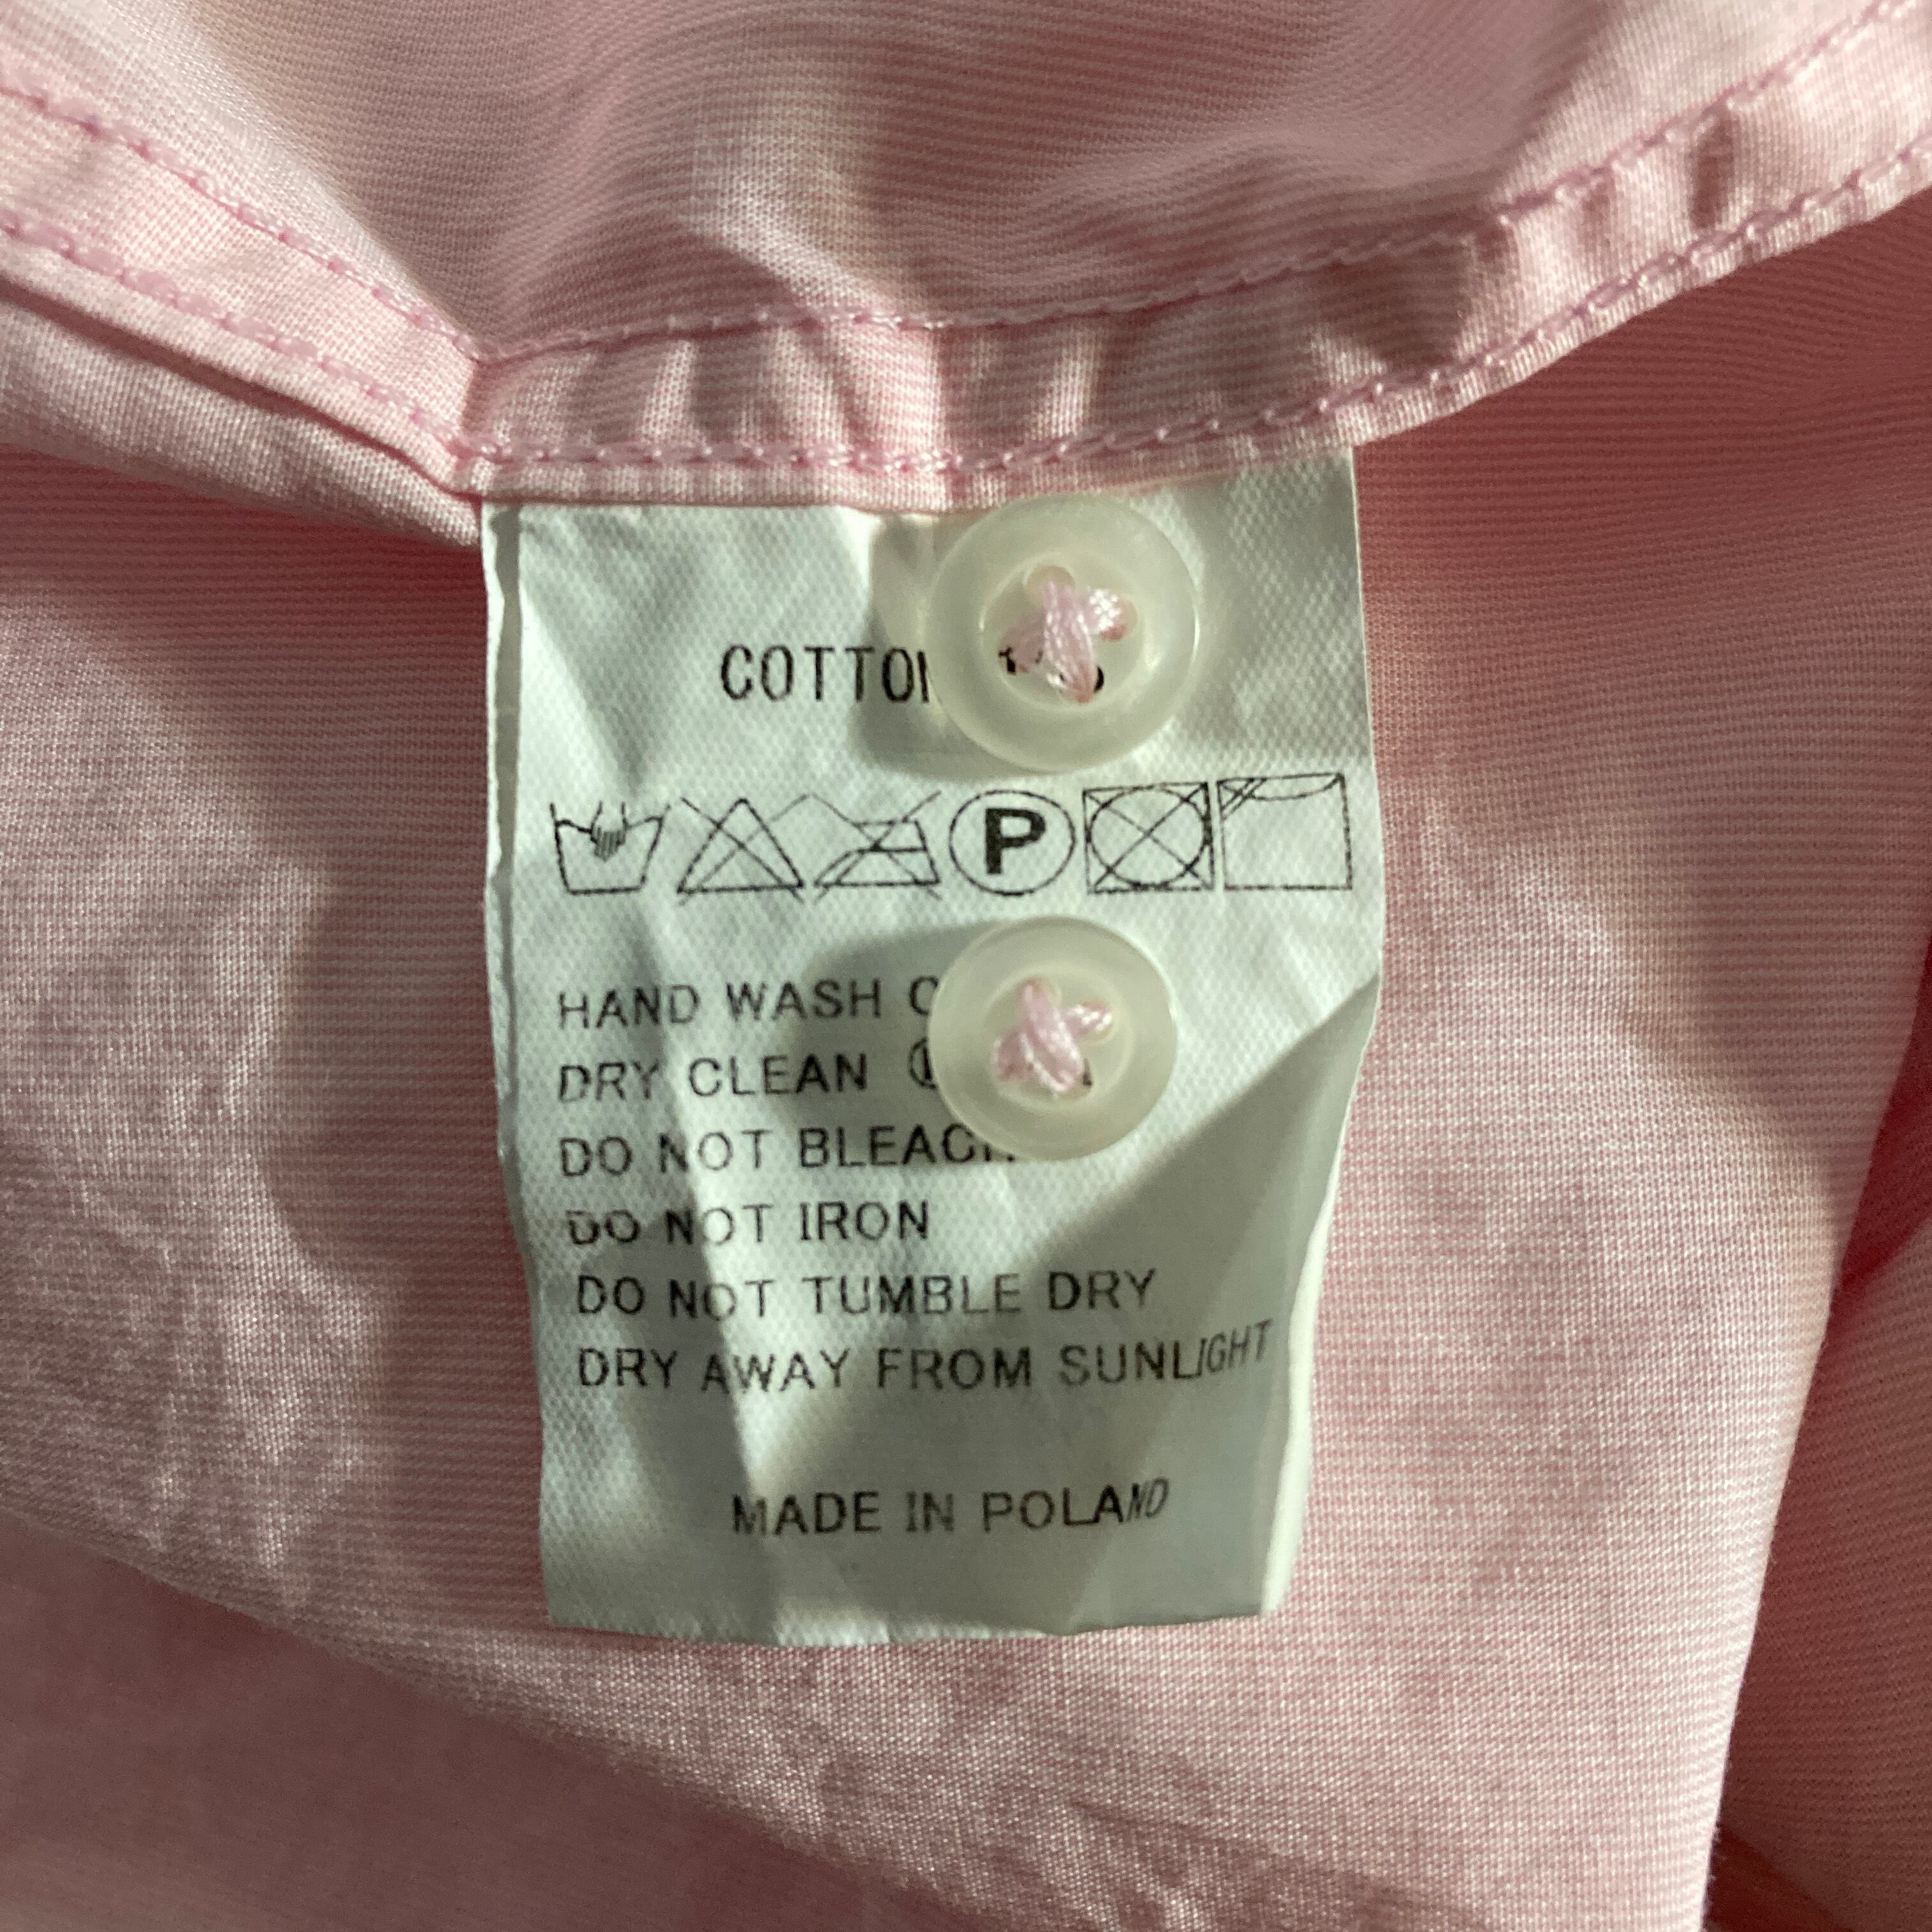 COTTON
P
HAND WASH
DRY CLEAN
DO NOT BLEACH
DO NOT IRON
DO NOT TUMBLE DRY
DRY AWAY FROM SUNLIGHT
MADE IN POLAND